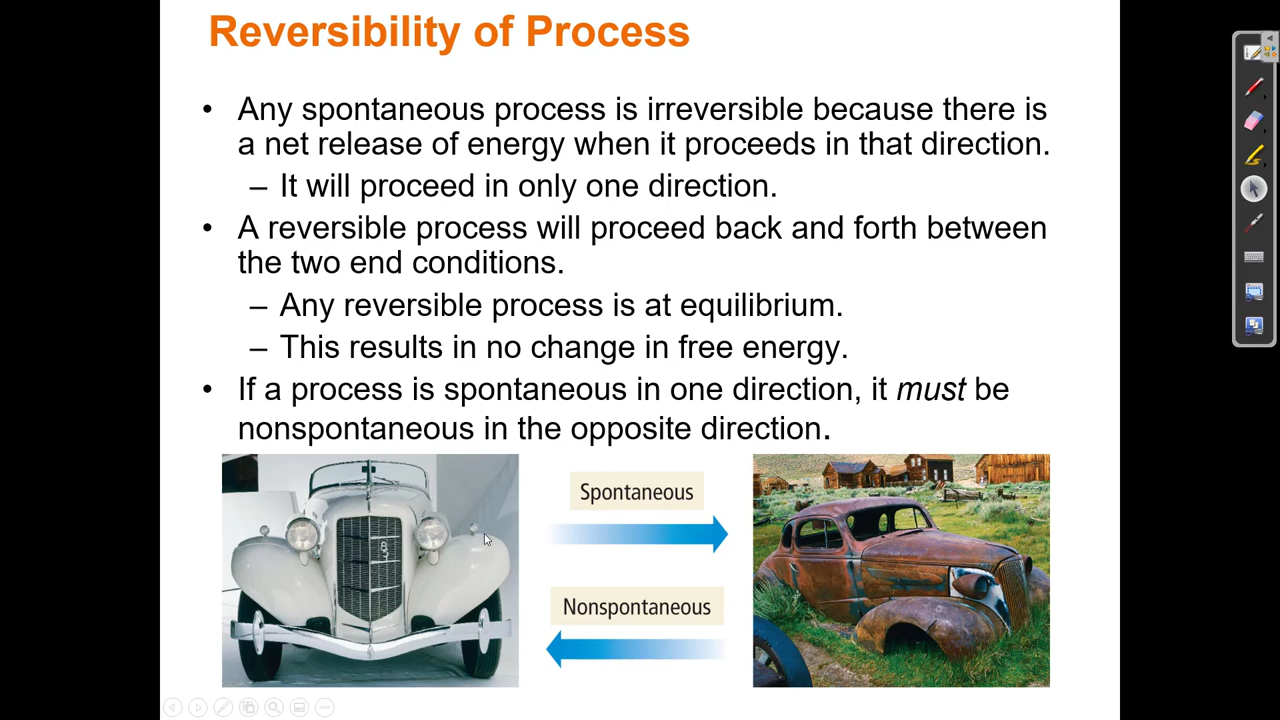 Reversibility of Process
• Any spontaneous process is irreversible because there is
a net release of energy when it proceeds in that direction.
– It will proceed in only one direction.
• A reversible process will proceed back and forth between
the two end conditions.
– Any reversible process is at equilibrium.
– This results in no change in free energy.
• If a process is spontaneous in one direction, it must be
nonspontaneous in the opposite direction.
Spontaneous
Nonspontaneous